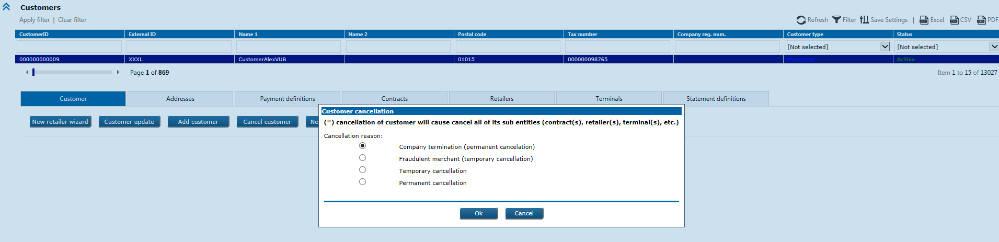 Customers
Apply filter | Clear filter
Refresh Filter Save Settings | Excel CSV PDF
CustomerID External ID Name 1 Name 2 Postal code Tax number Company reg. num. Customer type Status
[Not selected] [Not selected]
000000000009 XXXL CustomerAlexVUB 01015 000000098765 Merchant Active
Page 1 of 869
Item 1 to 15 of 13027
Customer Addresses Payment definitions Contracts Retailers Terminals Statement definitions
New retailer wizard Customer update Add customer Cancel customer Ne
Customer cancellation
(*) cancellation of customer will cause cancel all of its sub entities (contract(s), retailer(s), terminal(s), etc.)
Cancellation reason:
Company termination (permanent cancelation)
Fraudulent merchant (temporary cancellation)
Temporary cancellation
Permanent cancellation
Ok Cancel